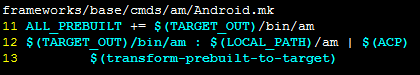 frameworks/base/cmds/am/Android.mk
11 ALL_PREBUILT += $(TARGET_OUT)/bin/am
12 $(TARGET_OUT)/bin/am : $(LOCAL_PATH)/am | $(ACP)
13         $(transform-prebuilt-to-target)